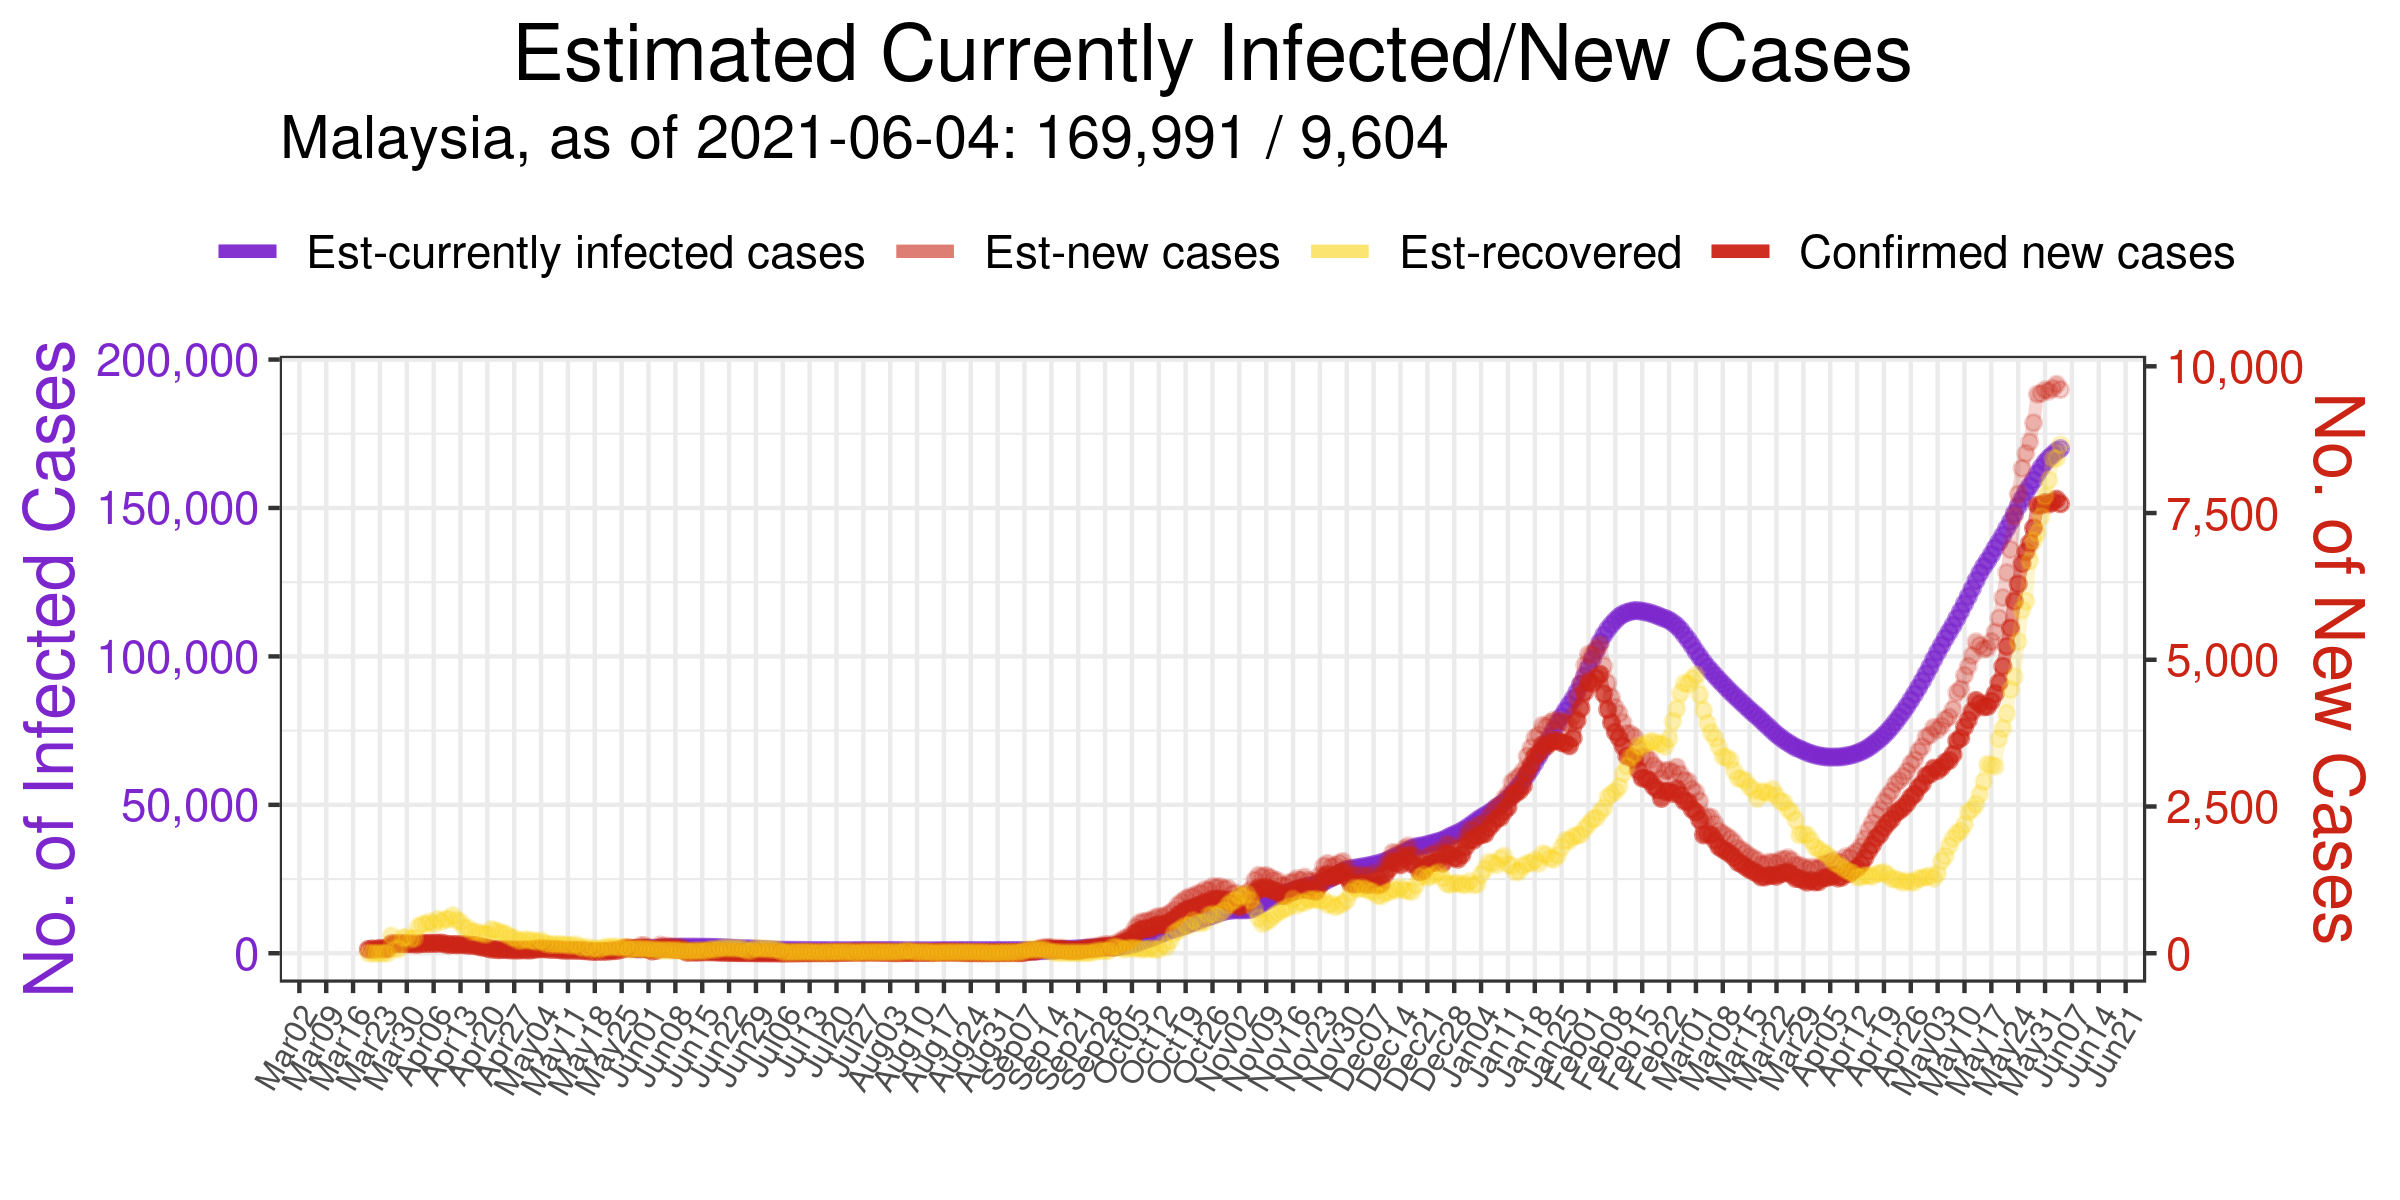 Estimated Currently Infected/New Cases
Malaysia, as of 2021-06-04: 169,991 / 9,604
Est-currently infected cases Est-new cases Est-recovered Confirmed new cases
No. of Infected Cases
200,000
150,000
100,000
50,000
0
10,000
7,500
5,000
2,500
0
No. of New Cases
Mar02 Mar09 Mar16 Mar23 Mar30 Apr06 Apr13 Apr20 Apr27 May04 May11 May18 May25 Jun01 Jun08 Jun15 Jun22 Jun29 Jul06 Jul13 Jul20 Jul27 Aug03 Aug10 Aug17 Aug24 Aug31 Sep07 Sep14 Sep21 Sep28 Oct05 Oct12 Oct19 Oct26 Nov02 Nov09 Nov16 Nov23 Nov30 Dec07 Dec14 Dec21 Dec28 Jan04 Jan11 Jan18 Jan25 Feb01 Feb08 Feb15 Feb22 Mar01 Mar08 Mar15 Mar22 Mar29 Apr05 Apr12 Apr19 Apr26 May03 May10 May17 May24 May31 Jun07 Jun14 Jun21